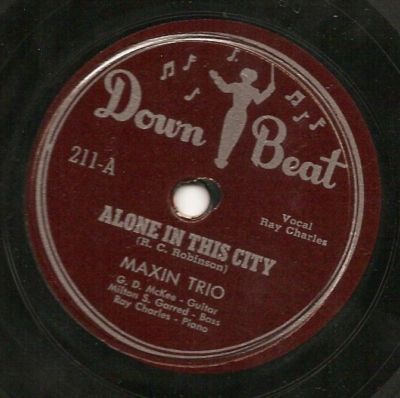 Down Beat
211-A
Vocal
Ray Charles
ALONE IN THIS CITY
(R. C. Robinson)
MAXIN TRIO
G. D. McKee - Guitar
Milton S. Garred - Bass
Ray Charles - Piano